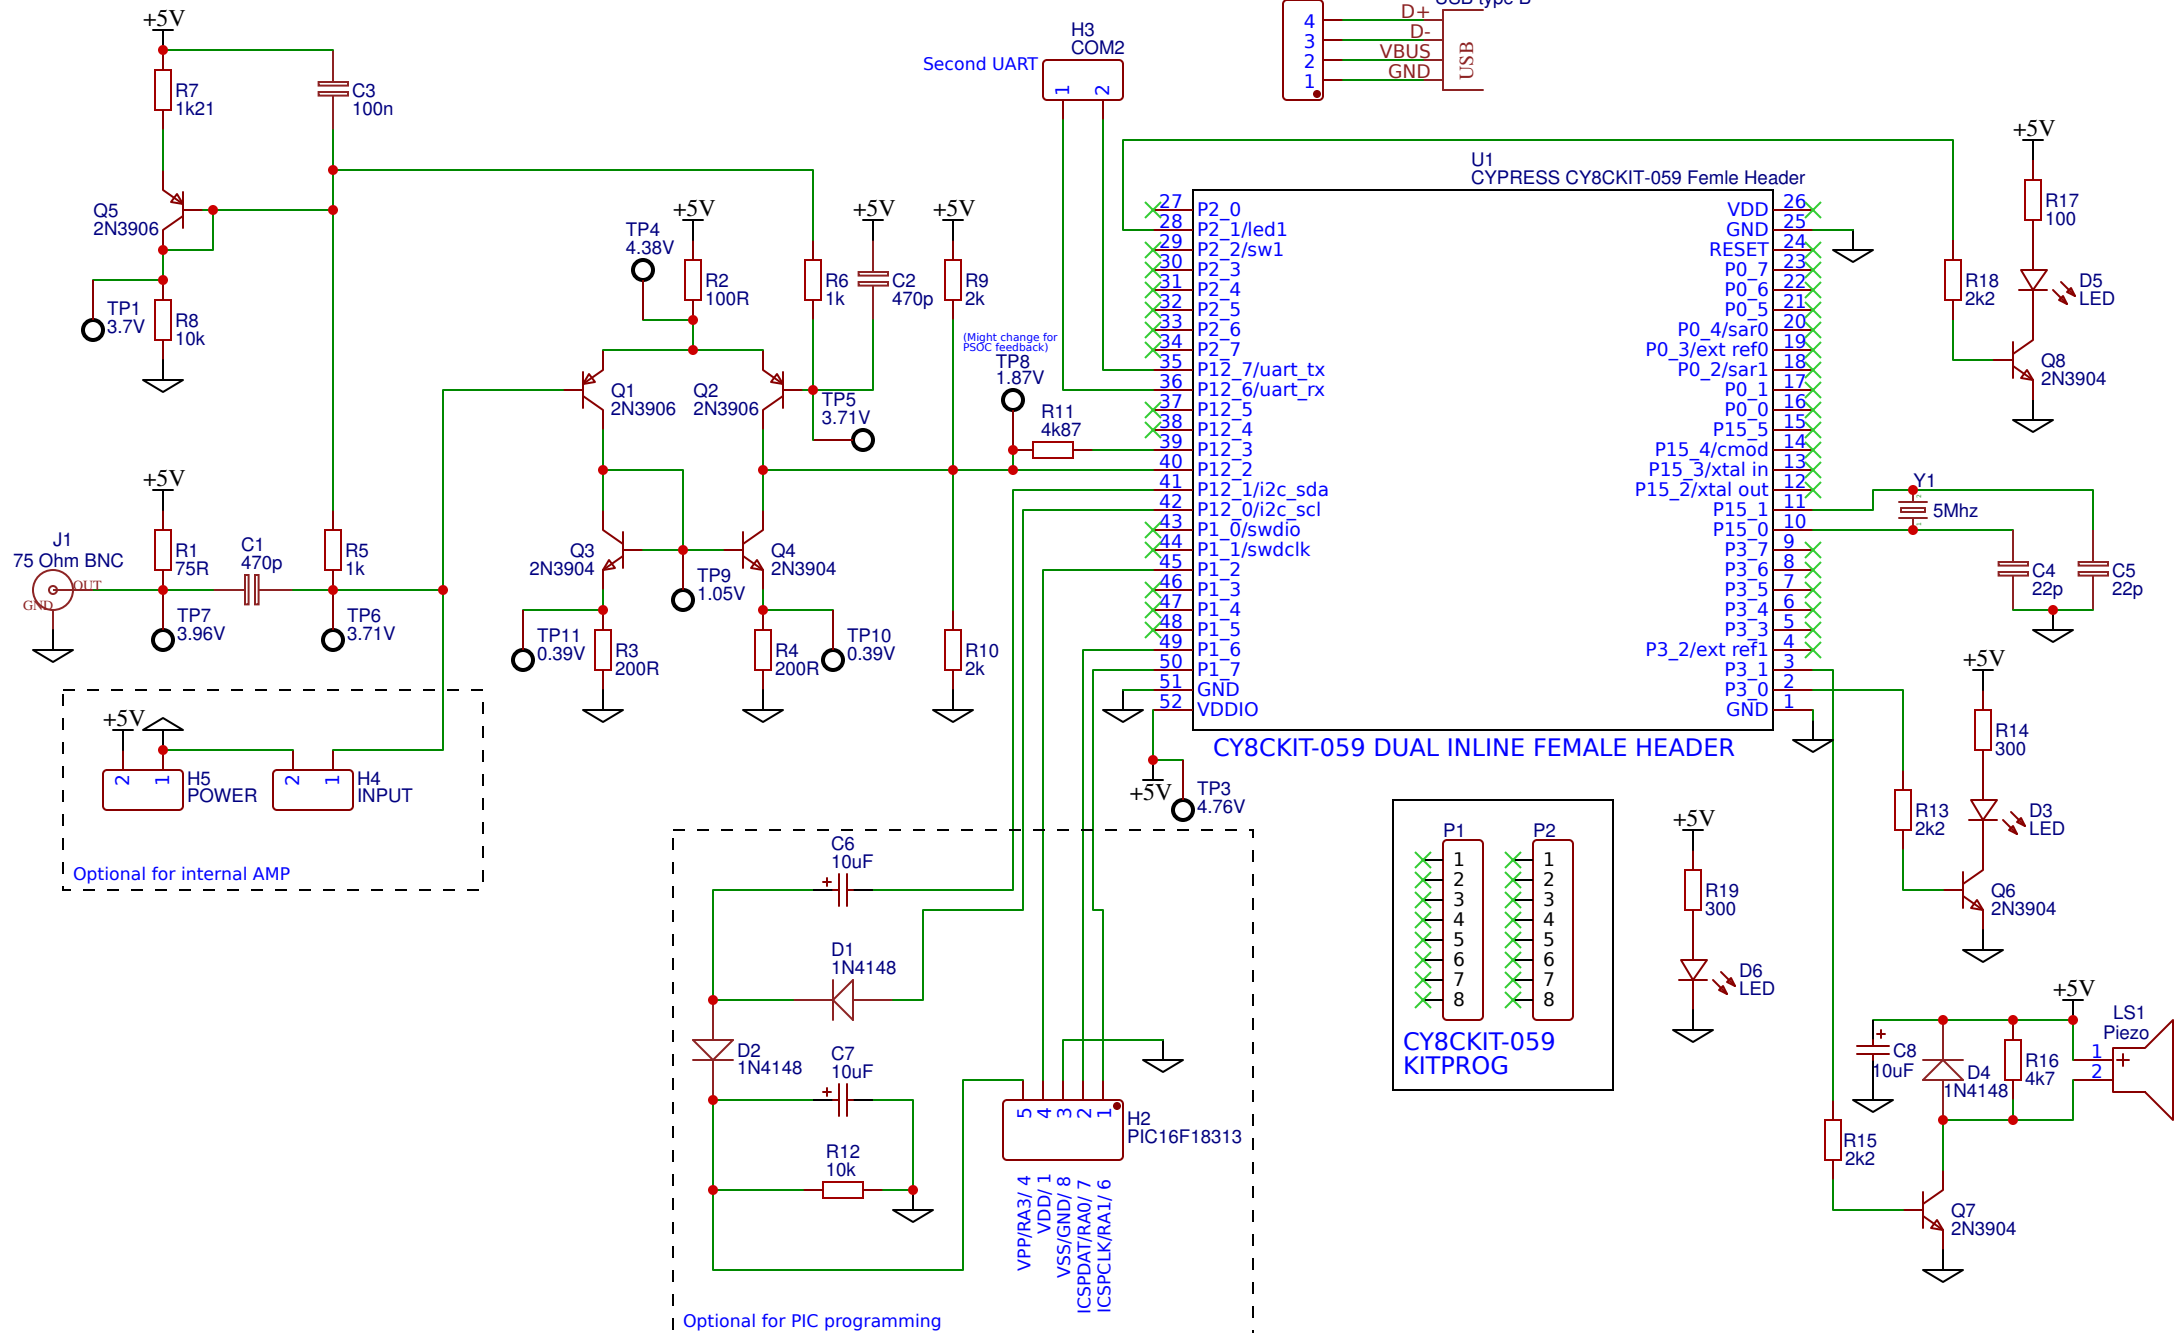 +5V
R7
1k21
C3
100n
Q5
2N3906
TP1
3.7V
R8
10k
+5V
R1
75R
J1
75 Ohm BNC
OUT
GND
C1
470p
R5
1k
TP7
3.96V
TP6
3.71V
+5V
2
1
H5
POWER
2
1
H4
INPUT
Optional for internal AMP
TP4
4.38V
+5V
R2
100R
R6
1k
+5V
C2
470p
+5V
R9
2k
Q1
2N3906
Q2
2N3906
TP5
3.71V
(Might change for
PSOC feedback)
TP8
1.87V
R11
4k87
Q3
2N3904
Q4
2N3904
TP9
1.05V
TP11
0.39V
R3
200R
R4
200R
TP10
0.39V
R10
2k
H3
COM2
Second UART
1
2
USB type B
4
3
2
1
D+
D-
VBUS
GND
USB
U1
CYPRESS CY8CKIT-059 Femle Header
27 P2_0
28 P2_1/led1
29 P2_2/sw1
30 P2_3
31 P2_4
32 P2_5
33 P2_6
34 P2_7
35 P12_7/uart_tx
36 P12_6/uart_rx
37 P12_5
38 P12_4
39 P12_3
40 P12_2
41 P12_1/i2c_sda
42 P12_0/i2c_scl
43 P1_0/swdio
44 P1_1/swdclk
45 P1_2
46 P1_3
47 P1_4
48 P1_5
49 P1_6
50 P1_7
51 GND
52 VDDIO
VDD 26
GND 25
RESET 24
P0_7 23
P0_6 22
P0_5 21
P0_4/sar0 20
P0_3/ext ref0 19
P0_2/sar1 18
P0_1 17
P0_0 16
P15_5 15
P15_4/cmod 14
P15_3/xtal in 13
P15_2/xtal out 12
P15_1 11
P15_0 10
P3_7 9
P3_6 8
P3_5 7
P3_4 6
P3_3 5
P3_2/ext ref1 4
P3_1 3
P3_0 2
GND 1
CY8CKIT-059 DUAL INLINE FEMALE HEADER
+5V
TP3
4.76V
+5V
R17
100
D5
LED
R18
2k2
Q8
2N3904
Y1
5Mhz
C4
22p
C5
22p
+5V
R14
300
D3
LED
R13
2k2
Q6
2N3904
P1
1
2
3
4
5
6
7
8
P2
1
2
3
4
5
6
7
8
CY8CKIT-059
KITPROG
+5V
R19
300
D6
LED
+5V
LS1
Piezo
1
2
+
C8
10uF
D4
1N4148
R16
4k7
R15
2k2
Q7
2N3904
C6
10uF
+
D1
1N4148
D2
1N4148
C7
10uF
+
R12
10k
5
4
3
2
1
H2
PIC16F18313
VPP/RA3/ 4
VDD/ 1
VSS/GND/ 8
ICSPDAT/RA0/ 7
ICSPCLK/RA1/ 6
Optional for PIC programming